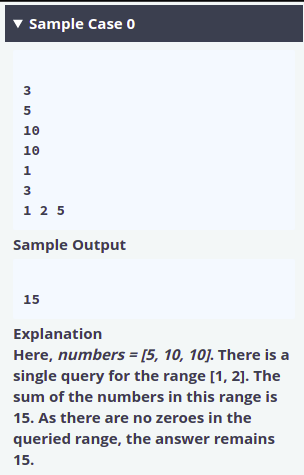 ▼ Sample Case 0
3
5
10
10
1
3
1 2 5
Sample Output
15
Explanation
Here, numbers = [5, 10, 10]. There is a
single query for the range [1, 2]. The
sum of the numbers in this range is
15. As there are no zeroes in the
queried range, the answer remains
15.